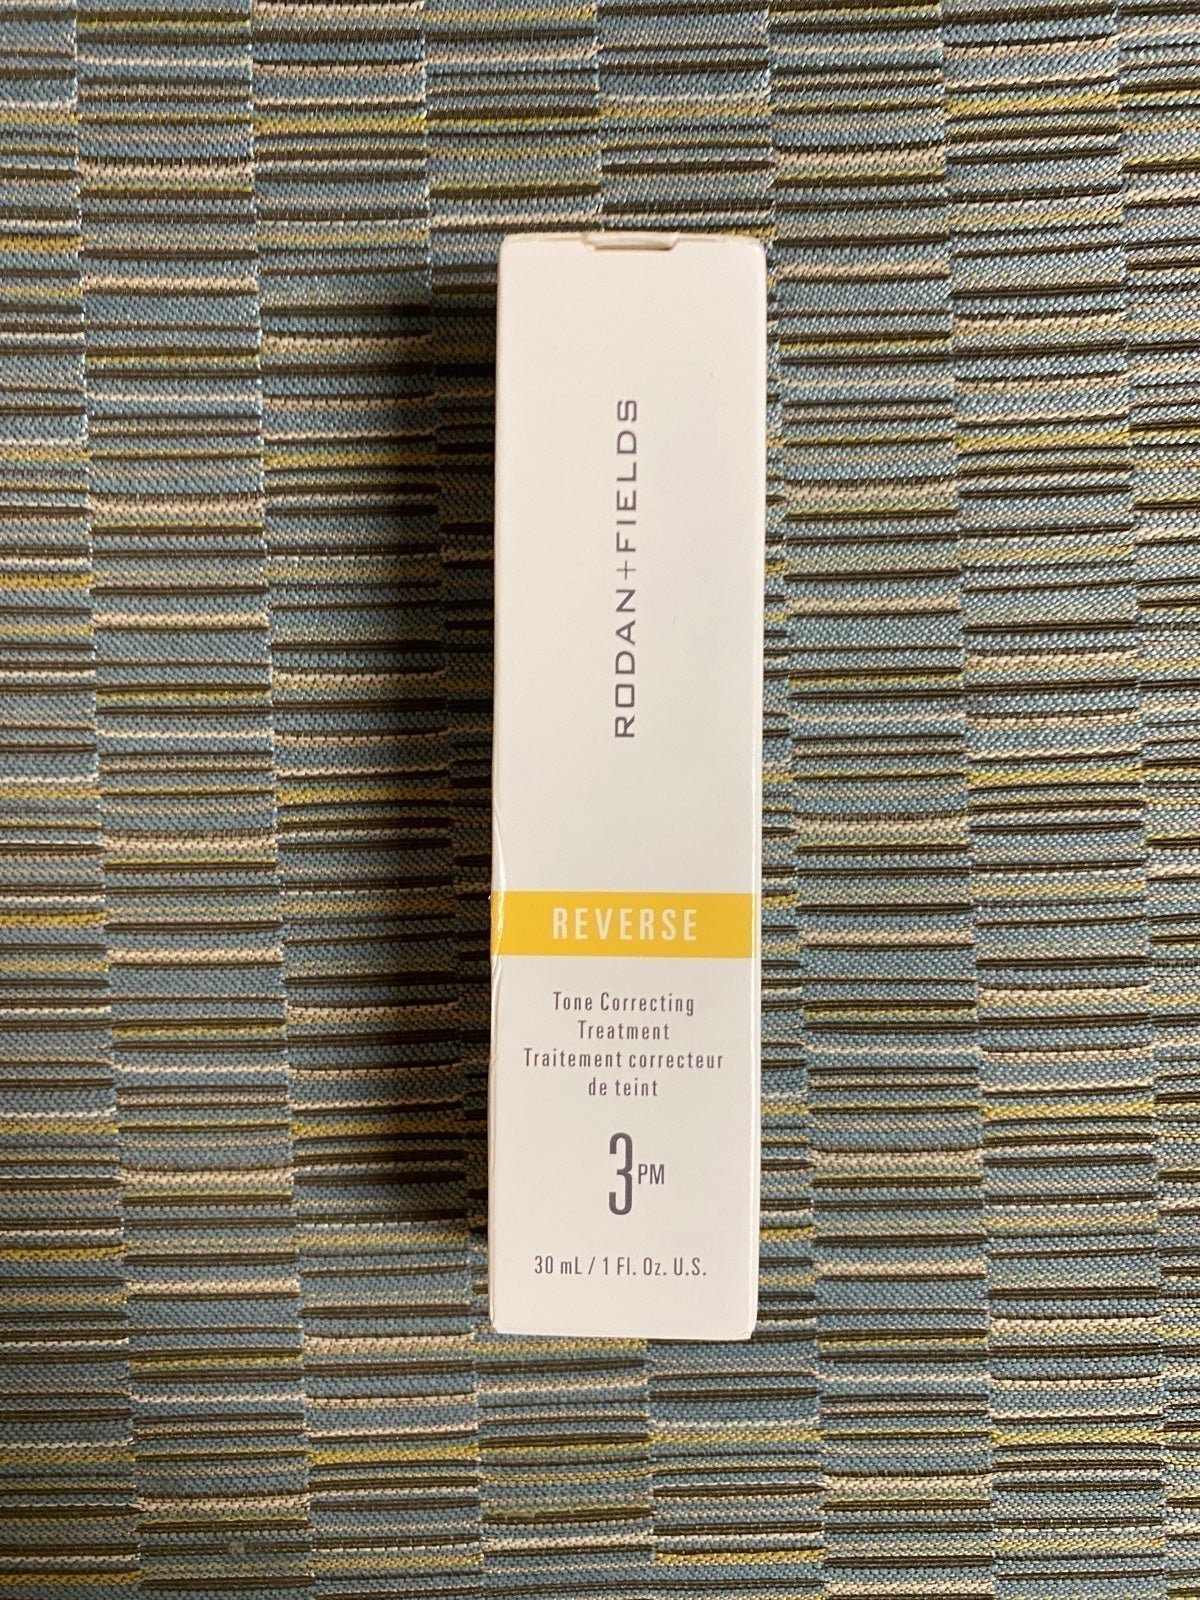 RODAN+FIELDS
REVERSE
Tone Correcting
Treatment
Traitement correcteur
de teint
3PM
30 mL / 1 Fl. Oz. U.S.